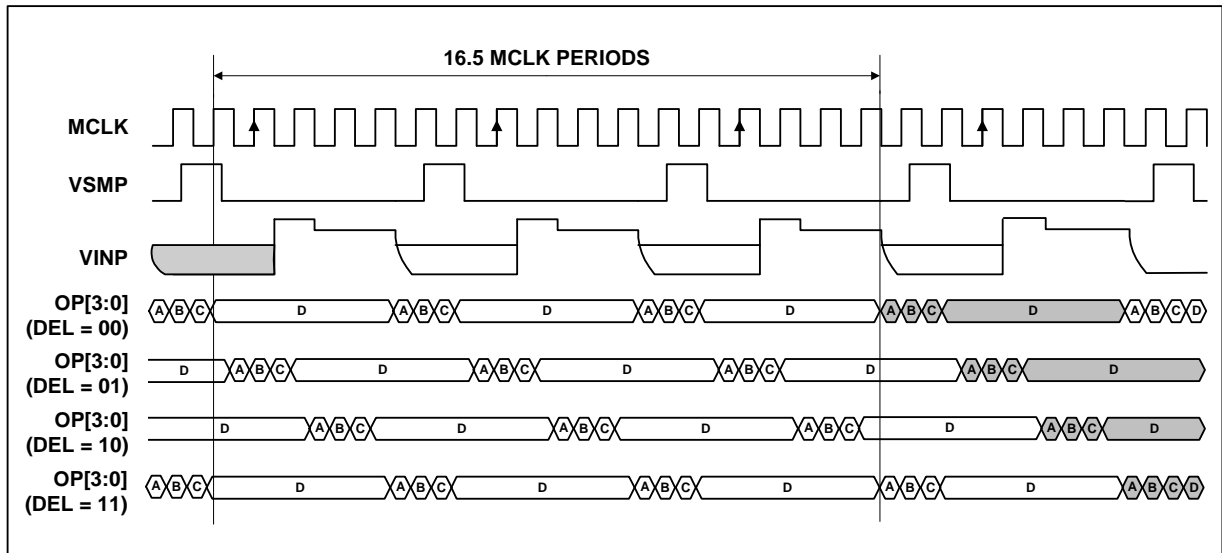 16.5 MCLK PERIODS
MCLK
VSMP
VINP
OP[3:0]
(DEL = 00)
A B C D A B C D A B C D A B C D A B C D
OP[3:0]
(DEL = 01)
D A B C D A B C D A B C D A B C D
OP[3:0]
(DEL = 10)
D A B C D A B C D A B C D A B C D
OP[3:0]
(DEL = 11)
A B C D A B C D A B C D A B C D A B C D